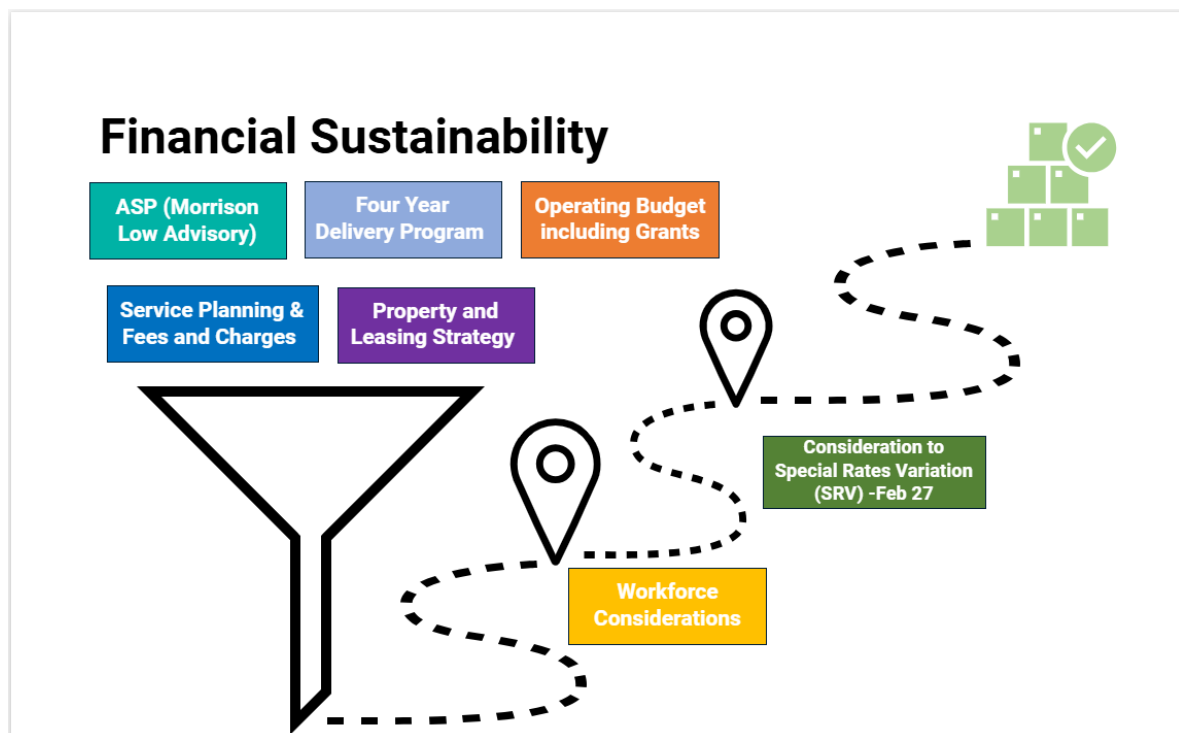 Financial Sustainability
ASP (Morrison
Low Advisory)
Four Year
Delivery Program
Operating Budget
including Grants
Service Planning &
Fees and Charges
Property and
Leasing Strategy
Consideration to
Special Rates Variation
(SRV) -Feb 27
Workforce
Considerations